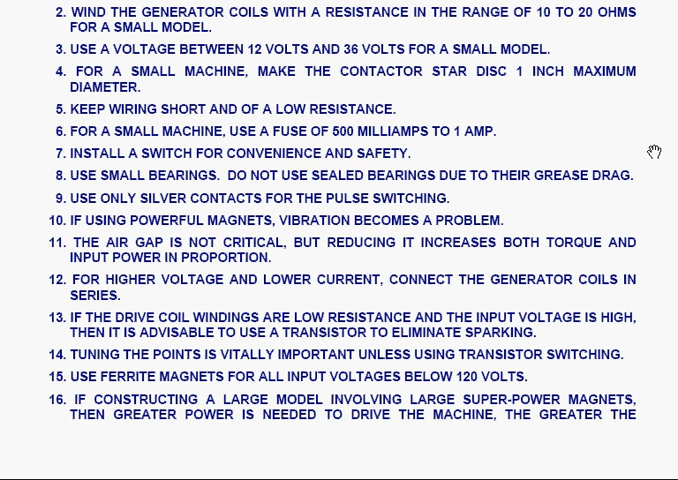 2. WIND THE GENERATOR COILS WITH A RESISTANCE IN THE RANGE OF 10 TO 20 OHMS
FOR A SMALL MODEL.
3. USE A VOLTAGE BETWEEN 12 VOLTS AND 36 VOLTS FOR A SMALL MODEL.
4. FOR A SMALL MACHINE, MAKE THE CONTACTOR STAR DISC 1 INCH MAXIMUM
DIAMETER.
5. KEEP WIRING SHORT AND OF A LOW RESISTANCE.
6. FOR A SMALL MACHINE, USE A FUSE OF 500 MILLIAMPS TO 1 AMP.
7. INSTALL A SWITCH FOR CONVENIENCE AND SAFETY.
8. USE SMALL BEARINGS. DO NOT USE SEALED BEARINGS DUE TO THEIR GREASE DRAG.
9. USE ONLY SILVER CONTACTS FOR THE PULSE SWITCHING.
10. IF USING POWERFUL MAGNETS, VIBRATION BECOMES A PROBLEM.
11. THE AIR GAP IS NOT CRITICAL, BUT REDUCING IT INCREASES BOTH TORQUE AND
INPUT POWER IN PROPORTION.
12. FOR HIGHER VOLTAGE AND LOWER CURRENT, CONNECT THE GENERATOR COILS IN
SERIES.
13. IF THE DRIVE COIL WINDINGS ARE LOW RESISTANCE AND THE INPUT VOLTAGE IS HIGH,
THEN IT IS ADVISABLE TO USE A TRANSISTOR TO ELIMINATE SPARKING.
14. TUNING THE POINTS IS VITALLY IMPORTANT UNLESS USING TRANSISTOR SWITCHING.
15. USE FERRITE MAGNETS FOR ALL INPUT VOLTAGES BELOW 120 VOLTS.
16. IF CONSTRUCTING A LARGE MODEL INVOLVING LARGE SUPER-POWER MAGNETS,
THEN GREATER POWER IS NEEDED TO DRIVE THE MACHINE, THE GREATER THE